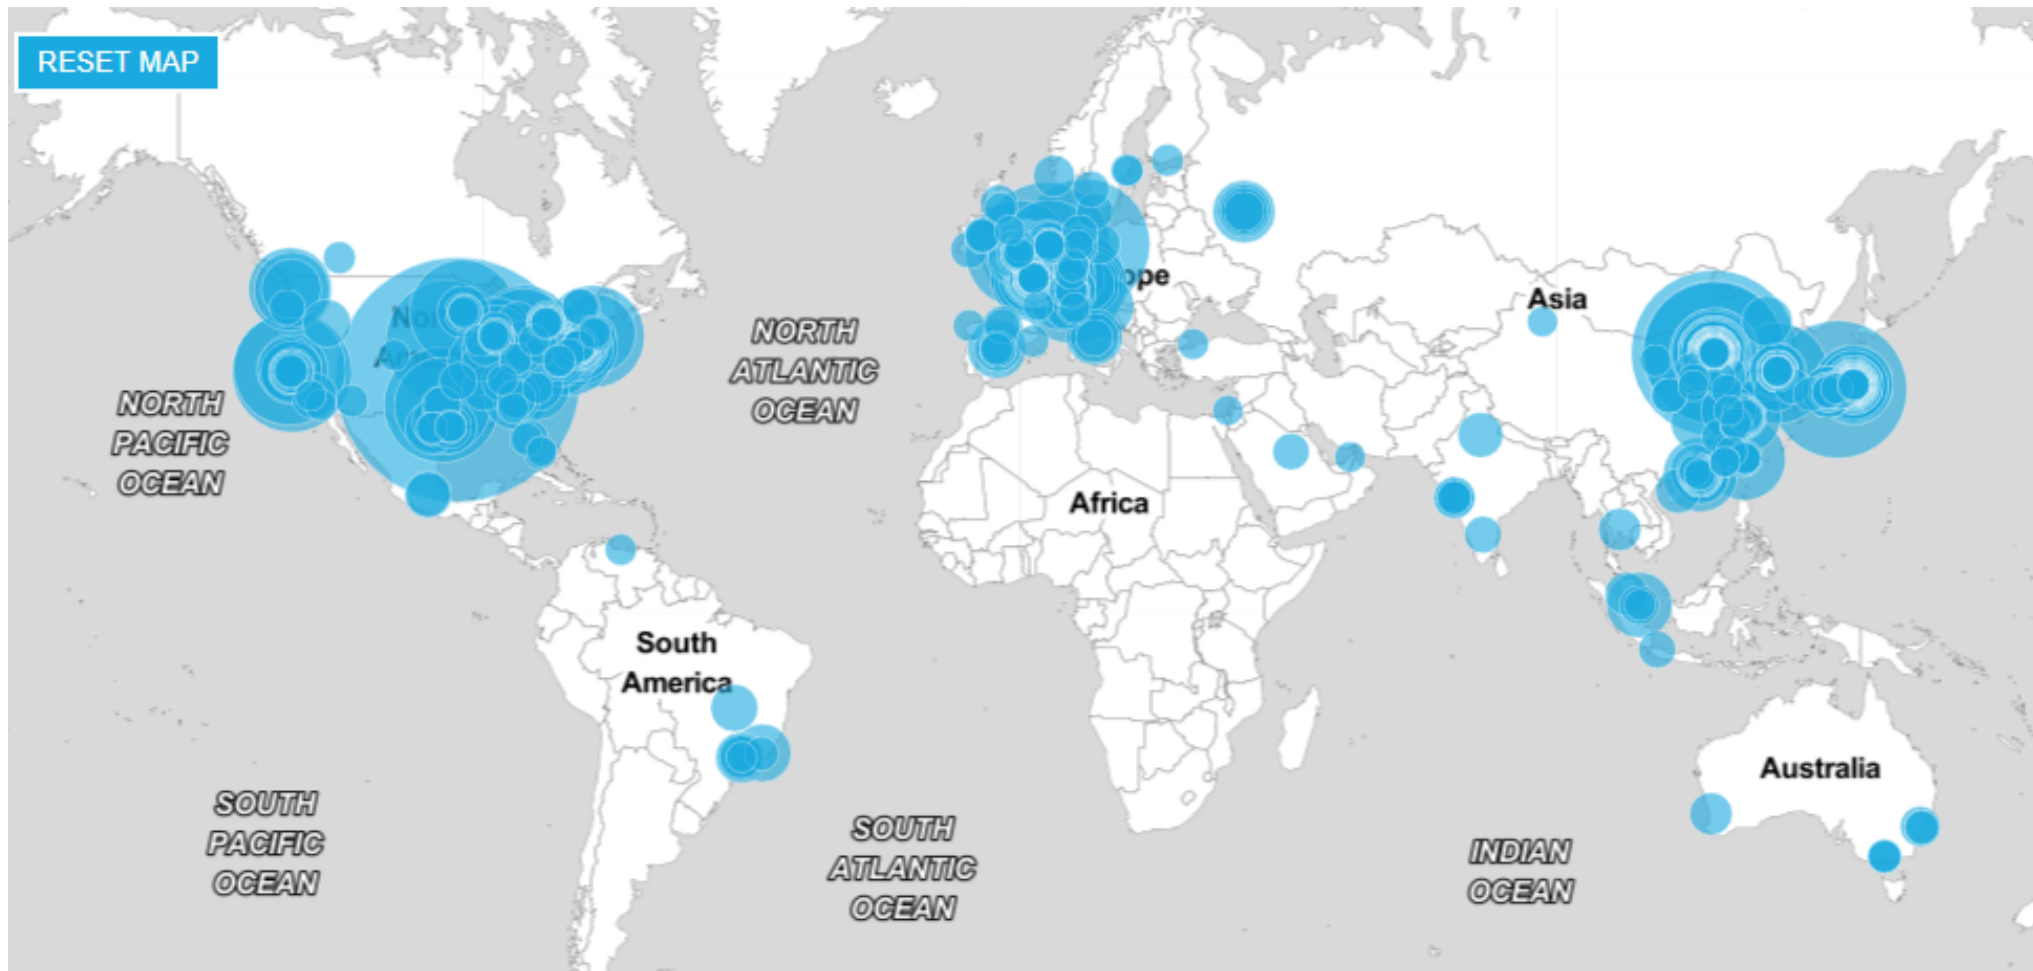 RESET MAP
NORTH
PACIFIC
OCEAN
NORTH
ATLANTIC
OCEAN
Asia
Africa
South
America
Australia
SOUTH
PACIFIC
OCEAN
SOUTH
ATLANTIC
OCEAN
INDIAN
OCEAN